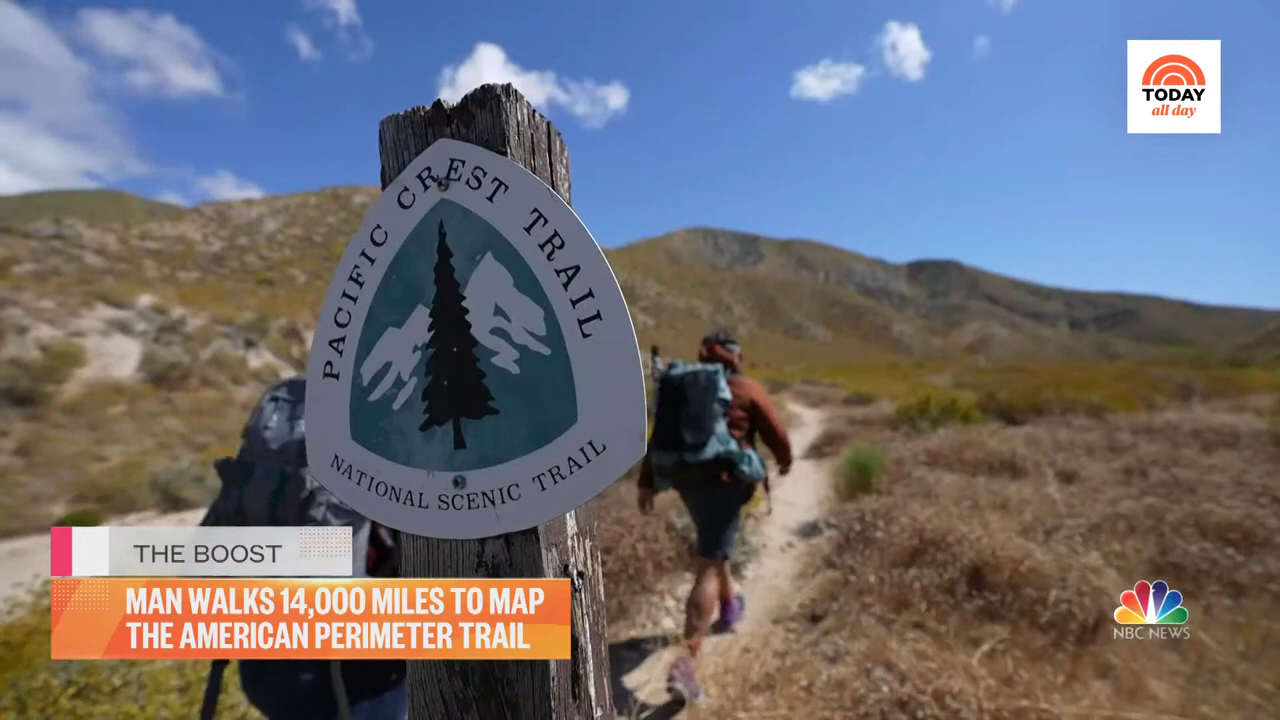 TODAY
all day
PACIFIC CREST TRAIL
NATIONAL SCENIC TRAIL
THE BOOST
MAN WALKS 14,000 MILES TO MAP
THE AMERICAN PERIMETER TRAIL
NBC NEWS